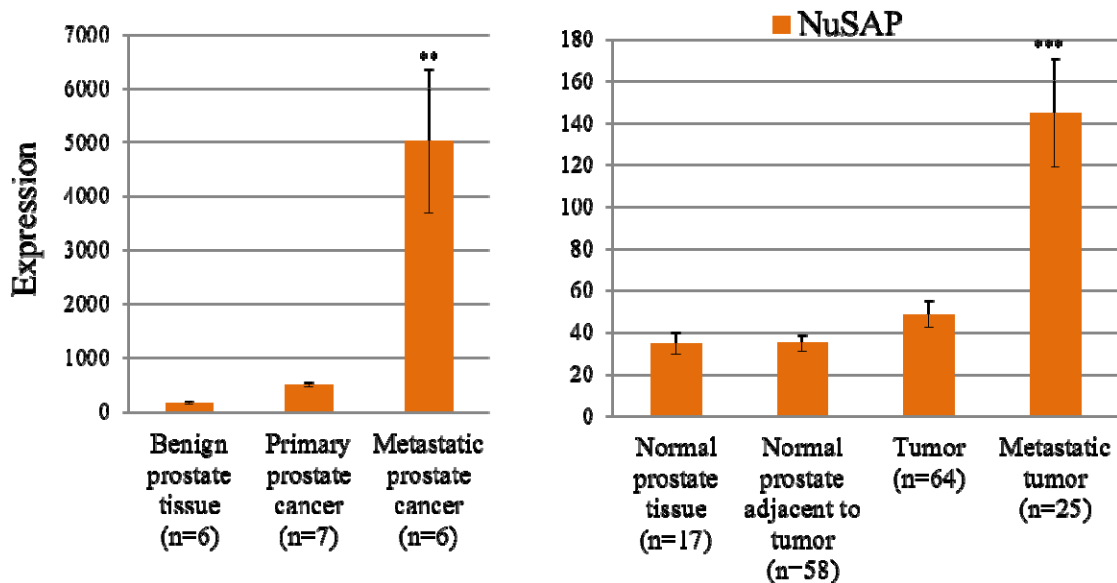 NuSAP
Expression
7000
6000
5000
4000
3000
2000
1000
0
**
Benign
prostate
tissue
(n=6)
Primary
prostate
cancer
(n=7)
Metastatic
prostate
cancer
(n=6)
180
160
140
120
100
80
60
40
20
0
***
Normal
prostate
tissue
(n=17)
Normal
prostate
adjacent to
tumor
(n=58)
Tumor
(n=64)
Metastatic
tumor
(n=25)